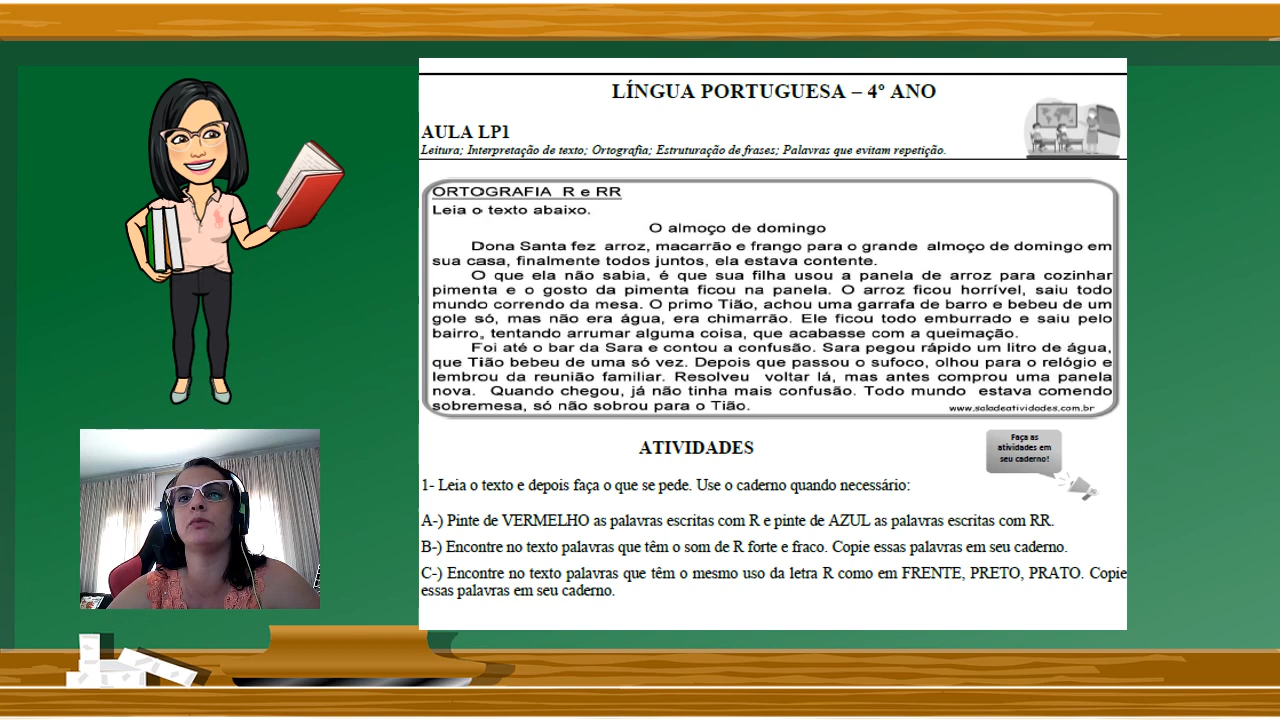 LÍNGUA PORTUGUESA – 4º ANO
AULA LP1
Leitura; Interpretação de texto; Ortografia; Estruturação de frases; Palavras que evitam repetição.
ORTOGRAFIA R e RR
Leia o texto abaixo.
O almoço de domingo
Dona Santa fez arroz, macarrão e frango para o grande almoço de domingo em
sua casa, finalmente todos juntos, ela estava contente.
O que ela não sabia, é que sua filha usou a panela de arroz para cozinhar
pimenta e o gosto da pimenta ficou na panela. O arroz ficou horrível, saiu todo
mundo correndo da mesa. O primo Tião, achou uma garrafa de barro e bebeu de um
gole só, mas não era água, era chimarrão. Ele ficou todo emburrado e saiu pelo
bairro, tentando arrumar alguma coisa, que acabasse com a queimação.
Foi até o bar da Sara e contou a confusão. Sara pegou rápido um litro de água,
que Tião bebeu de uma só vez. Depois que passou o sufoco, olhou para o relógio e
lembrou da reunião familiar. Resolveu voltar lá, mas antes comprou uma panela
nova. Quando chegou, já não tinha mais confusão. Todo mundo estava comendo
sobremesa, só não sobrou para o Tião.
www.saladeatividades.com.br
ATIVIDADES
Faça as
atividades em
seu caderno!
1- Leia o texto e depois faça o que se pede. Use o caderno quando necessário:
A-) Pinte de VERMELHO as palavras escritas com R e pinte de AZUL as palavras escritas com RR.
B-) Encontre no texto palavras que têm o som de R forte e fraco. Copie essas palavras em seu caderno.
C-) Encontre no texto palavras que têm o mesmo uso da letra R como em FRENTE, PRETO, PRATO. Copie
essas palavras em seu caderno.